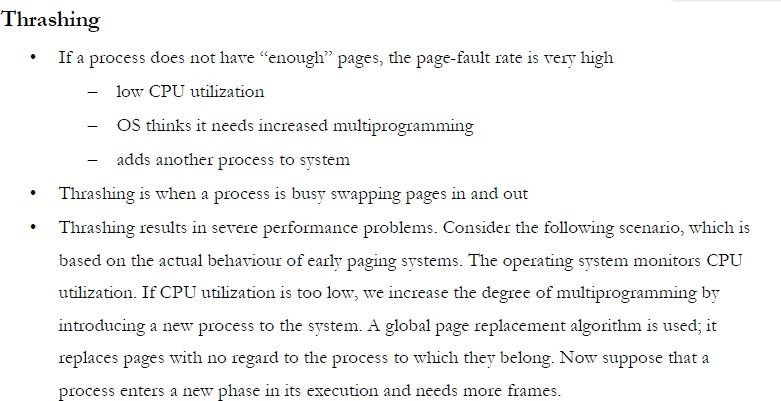 Thrashing
• If a process does not have “enough” pages, the page-fault rate is very high
– low CPU utilization
– OS thinks it needs increased multiprogramming
– adds another process to system
• Thrashing is when a process is busy swapping pages in and out
• Thrashing results in severe performance problems. Consider the following scenario, which is
based on the actual behaviour of early paging systems. The operating system monitors CPU
utilization. If CPU utilization is too low, we increase the degree of multiprogramming by
introducing a new process to the system. A global page replacement algorithm is used; it
replaces pages with no regard to the process to which they belong. Now suppose that a
process enters a new phase in its execution and needs more frames.